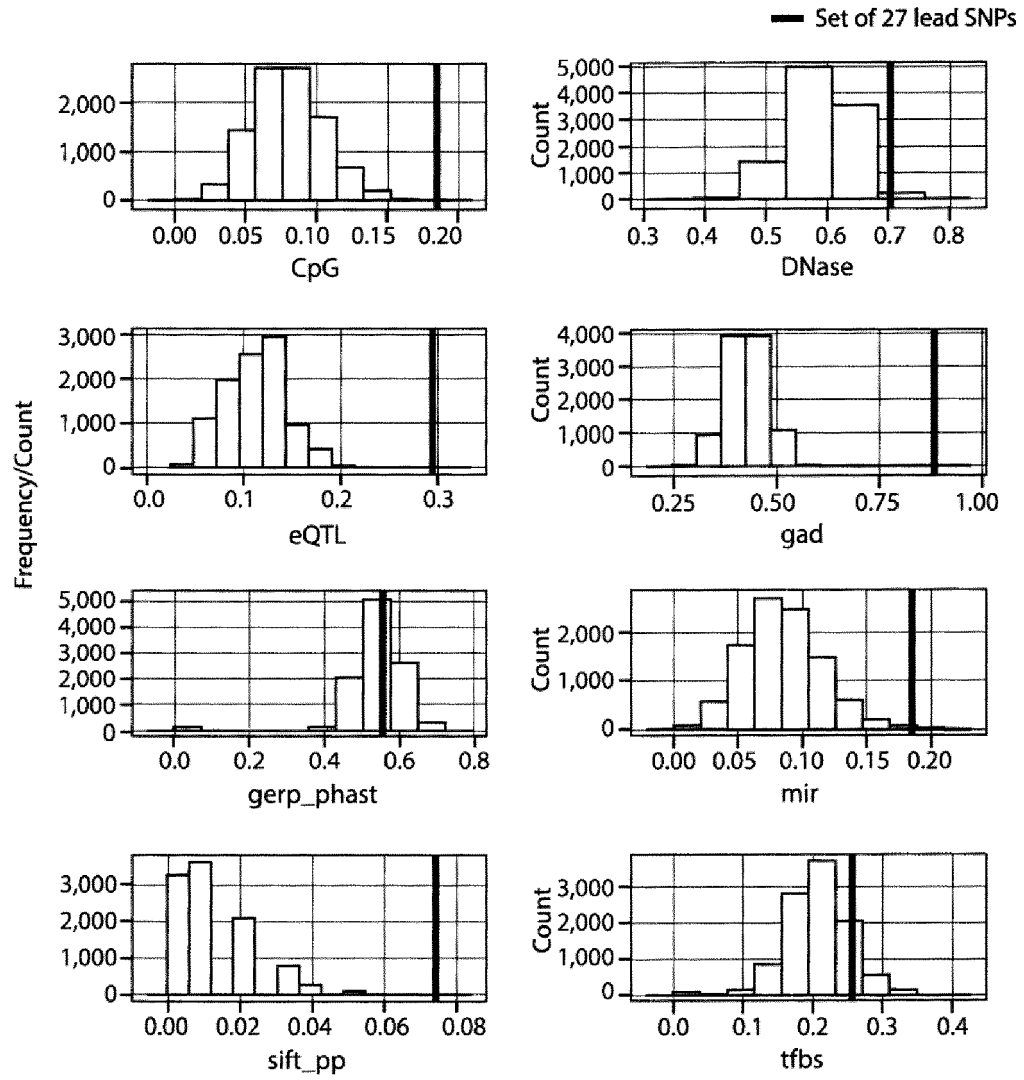 Set of 27 lead SNPs
Frequency/Count
2,000
1,000
0
0.00 0.05 0.10 0.15 0.20
CpG
Count
5,000
4,000
3,000
2,000
1,000
0
0.3 0.4 0.5 0.6 0.7 0.8
DNase
3,000
2,000
1,000
0
0.0 0.1 0.2 0.3
eQTL
Count
4,000
3,000
2,000
1,000
0
0.25 0.50 0.75 1.00
gad
5,000
4,000
3,000
2,000
1,000
0
0.0 0.2 0.4 0.6 0.8
gerp_phast
Count
2,000
1,000
0
0.00 0.05 0.10 0.15 0.20
mir
3,000
2,000
1,000
0
0.00 0.02 0.04 0.06 0.08
sift_pp
Count
3,000
2,000
1,000
0
0.0 0.1 0.2 0.3 0.4
tfbs